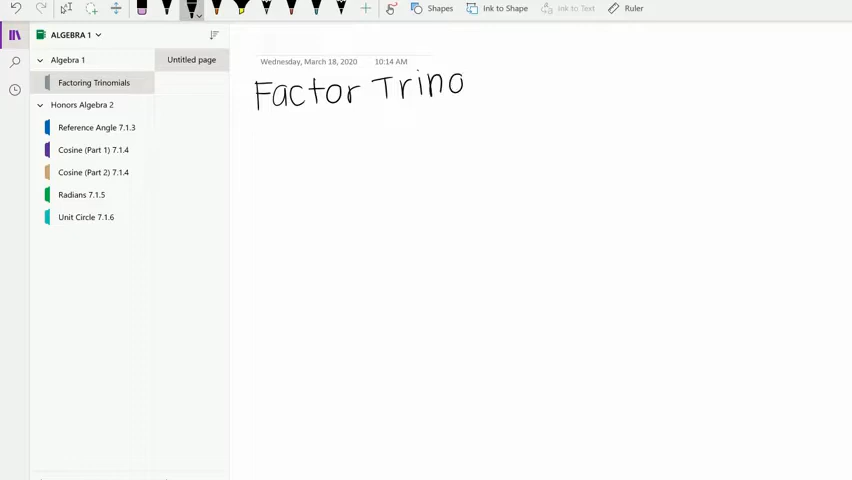 Shapes Ink to Shape Ink to Text Ruler
ALGEBRA 1
Algebra 1 Untitled page
Factoring Trinomials
Honors Algebra 2
Reference Angle 7.1.3
Cosine (Part 1) 7.1.4
Cosine (Part 2) 7.1.4
Radians 7.1.5
Unit Circle 7.1.6
Wednesday, March 18, 2020 10:14 AM
Factor Trino